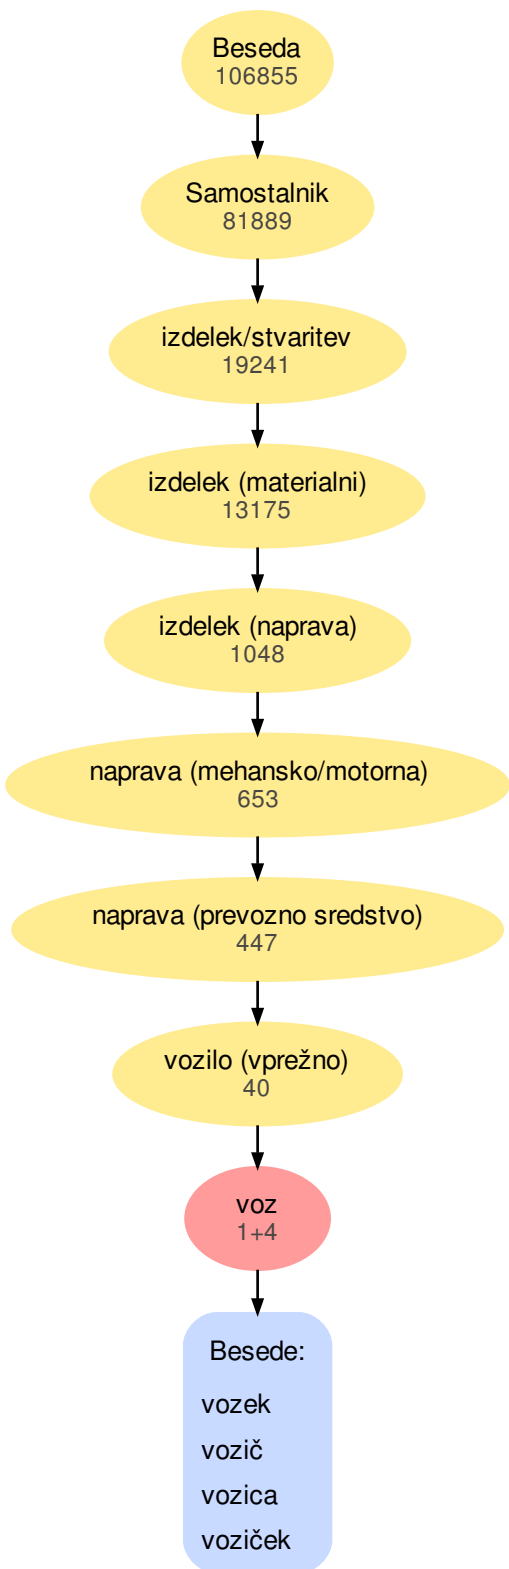 Beseda
106855
Samostalnik
81889
izdelek/stvaritev
19241
izdelek (materialni)
13175
izdelek (naprava)
1048
naprava (mehansko/motorna)
653
naprava (prevozno sredstvo)
447
vozilo (vprežno)
40
voz
1+4
Besede:
vozek
vozič
vozica
voziček